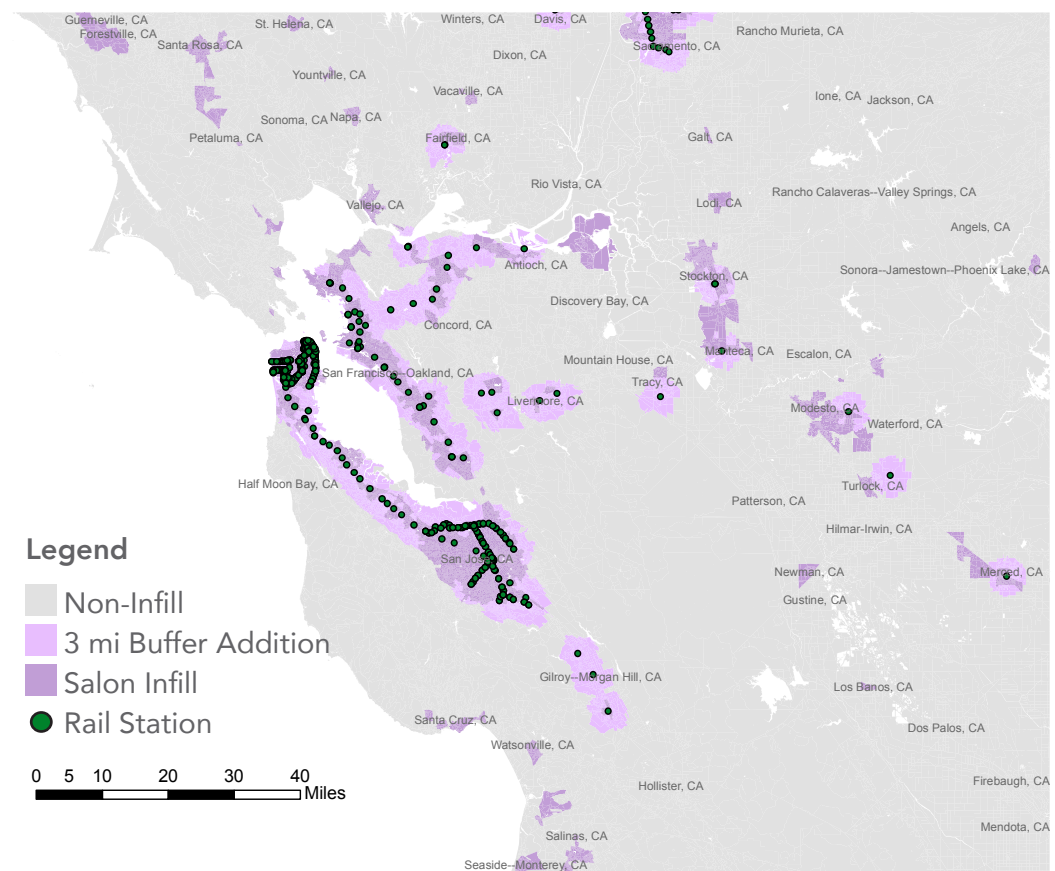 Guerneville, CA
Forestville, CA
St. Helena, CA
Winters, CA
Davis, CA
Rancho Murieta, CA
Santa Rosa, CA
Sacramento, CA
Dixon, CA
Yountville, CA
Vacaville, CA
Ione, CA
Jackson, CA
Sonoma, CA
Napa, CA
Petaluma, CA
Fairfield, CA
Galt, CA
Rio Vista, CA
Rancho Calaveras--Valley Springs, CA
Vallejo, CA
Lodi, CA
Angels, CA
Antioch, CA
Stockton, CA
Sonora--Jamestown--Phoenix Lake, CA
Discovery Bay, CA
Concord, CA
Manteca, CA
Escalon, CA
Mountain House, CA
San Francisco--Oakland, CA
Tracy, CA
Livermore, CA
Modesto, CA
Waterford, CA
Half Moon Bay, CA
Turlock, CA
Patterson, CA
Hilmar-Irwin, CA
San Jose, CA
Newman, CA
Merced, CA
Gustine, CA
Gilroy--Morgan Hill, CA
Los Banos, CA
Santa Cruz, CA
Dos Palos, CA
Watsonville, CA
Hollister, CA
Firebaugh, CA
Mendota, CA
Salinas, CA
Seaside--Monterey, CA
Legend
Non-Infill
3 mi Buffer Addition
Salon Infill
Rail Station
0 5 10 20 30 40
Miles